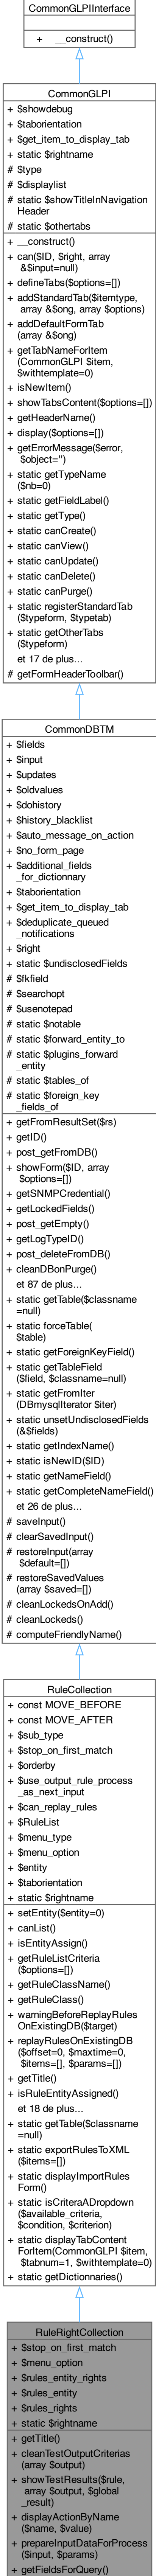 CommonGLPIInterface
+ __construct()
CommonGLPI
+ $showdebug
+ $taborientation
+ $get_item_to_display_tab
+ static $rightname
# $type
# $displaylist
# static $showTitleInNavigation
Header
# static $othertabs
+ __construct()
+ can($ID, $right, array
&$input=null)
+ defineTabs($options=[])
+ addStandardTab($itemtype,
array &$ong, array $options)
+ addDefaultFormTab
(array &$ong)
+ getTabNameForItem
(CommonGLPI $item,
$withtemplate=0)
+ isNewItem()
+ showTabsContent($options=[])
+ getHeaderName()
+ display($options=[])
+ getErrorMessage($error,
$object='')
+ static getTypeName
($nb=0)
+ static getFieldLabel()
+ static getType()
+ static canCreate()
+ static canView()
+ static canUpdate()
+ static canDelete()
+ static canPurge()
+ static registerStandardTab
($typeform, $typetab)
+ static getOtherTabs
($typeform)
et 17 de plus...
# getFormHeaderToolbar()
CommonDBTM
+ $fields
+ $input
+ $updates
+ $oldvalues
+ $dohistory
+ $history_blacklist
+ $auto_message_on_action
+ $no_form_page
+ $additional_fields
_for_dictionnary
+ $taborientation
+ $get_item_to_display_tab
+ $deduplicate_queued
_notifications
+ $right
+ static $undisclosedFields
# $fkfield
# $searchopt
# $usenotepad
# static $notable
# static $forward_entity_to
# static $plugins_forward
_entity
# static $tables_of
# static $foreign_key
_fields_of
+ getFromResultSet($rs)
+ getID()
+ post_getFromDB()
+ showForm($ID, array
$options=[])
+ getSNMPCredential()
+ getLockedFields()
+ post_getEmpty()
+ getLogTypeID()
+ post_deleteFromDB()
+ cleanDBonPurge()
et 87 de plus...
+ static getTable($classname
=null)
+ static forceTable(
$table)
+ static getForeignKeyField()
+ static getTableField
($field, $classname=null)
+ static getFromIter
(DBmysqlIterator $iter)
+ static unsetUndisclosedFields
(&$fields)
+ static getIndexName()
+ static isNewID($ID)
+ static getNameField()
+ static getCompleteNameField()
et 26 de plus...
# saveInput()
# clearSavedInput()
# restoreInput(array
$default=[])
# restoreSavedValues
(array $saved=[])
# cleanLockedsOnAdd()
# cleanLockeds()
# computeFriendlyName()
RuleCollection
+ const MOVE_BEFORE
+ const MOVE_AFTER
+ $sub_type
+ $stop_on_first_match
+ $orderby
+ $use_output_rule_process
_as_next_input
+ $can_replay_rules
+ $RuleList
+ $menu_type
+ $menu_option
+ $entity
+ $taborientation
+ static $rightname
+ setEntity($entity=0)
+ canList()
+ isEntityAssign()
+ getRuleListCriteria
($options=[])
+ getRuleClassName()
+ getRuleClass()
+ warningBeforeReplayRules
OnExistingDB($target)
+ replayRulesOnExistingDB
($offset=0, $maxtime=0,
$items=[], $params=[])
+ getTitle()
+ isRuleEntityAssigned()
et 18 de plus...
+ static getTable($classname
=null)
+ static exportRulesToXML
($items=[])
+ static displayImportRules
Form()
+ static isCriteraADropdown
($available_criteria,
$condition, $criterion)
+ static displayTabContent
ForItem(CommonGLPI $item,
$tabnum=1, $withtemplate=0)
+ static getDictionnaries()
RuleRightCollection
+ $stop_on_first_match
+ $menu_option
+ $rules_entity_rights
+ $rules_entity
+ $rules_rights
+ static $rightname
+ getTitle()
+ cleanTestOutputCriterias
(array $output)
+ showTestResults($rule,
array $output, $global
_result)
+ displayActionByName
($name, $value)
+ prepareInputDataForProcess
($input, $params)
+ getFieldsForQuery()